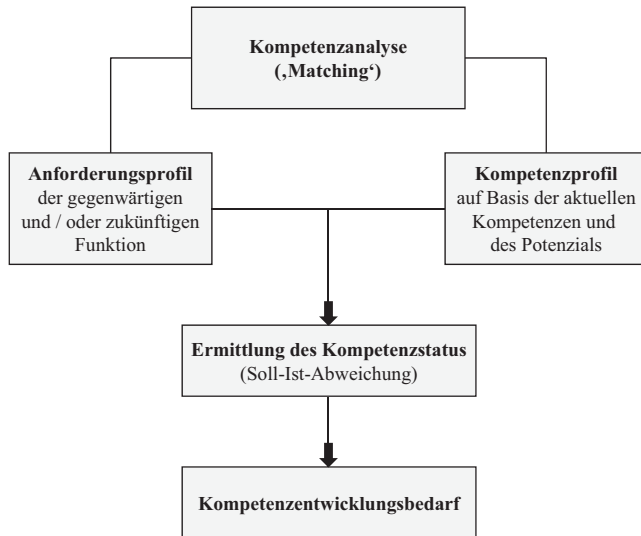 Kompetenzanalyse
(‚Matching‘)
Anforderungsprofil
der gegenwärtigen
und / oder zukünftigen
Funktion
Kompetenzprofil
auf Basis der aktuellen
Kompetenzen und
des Potenzials
Ermittlung des Kompetenzstatus
(Soll-Ist-Abweichung)
Kompetenzentwicklungsbedarf